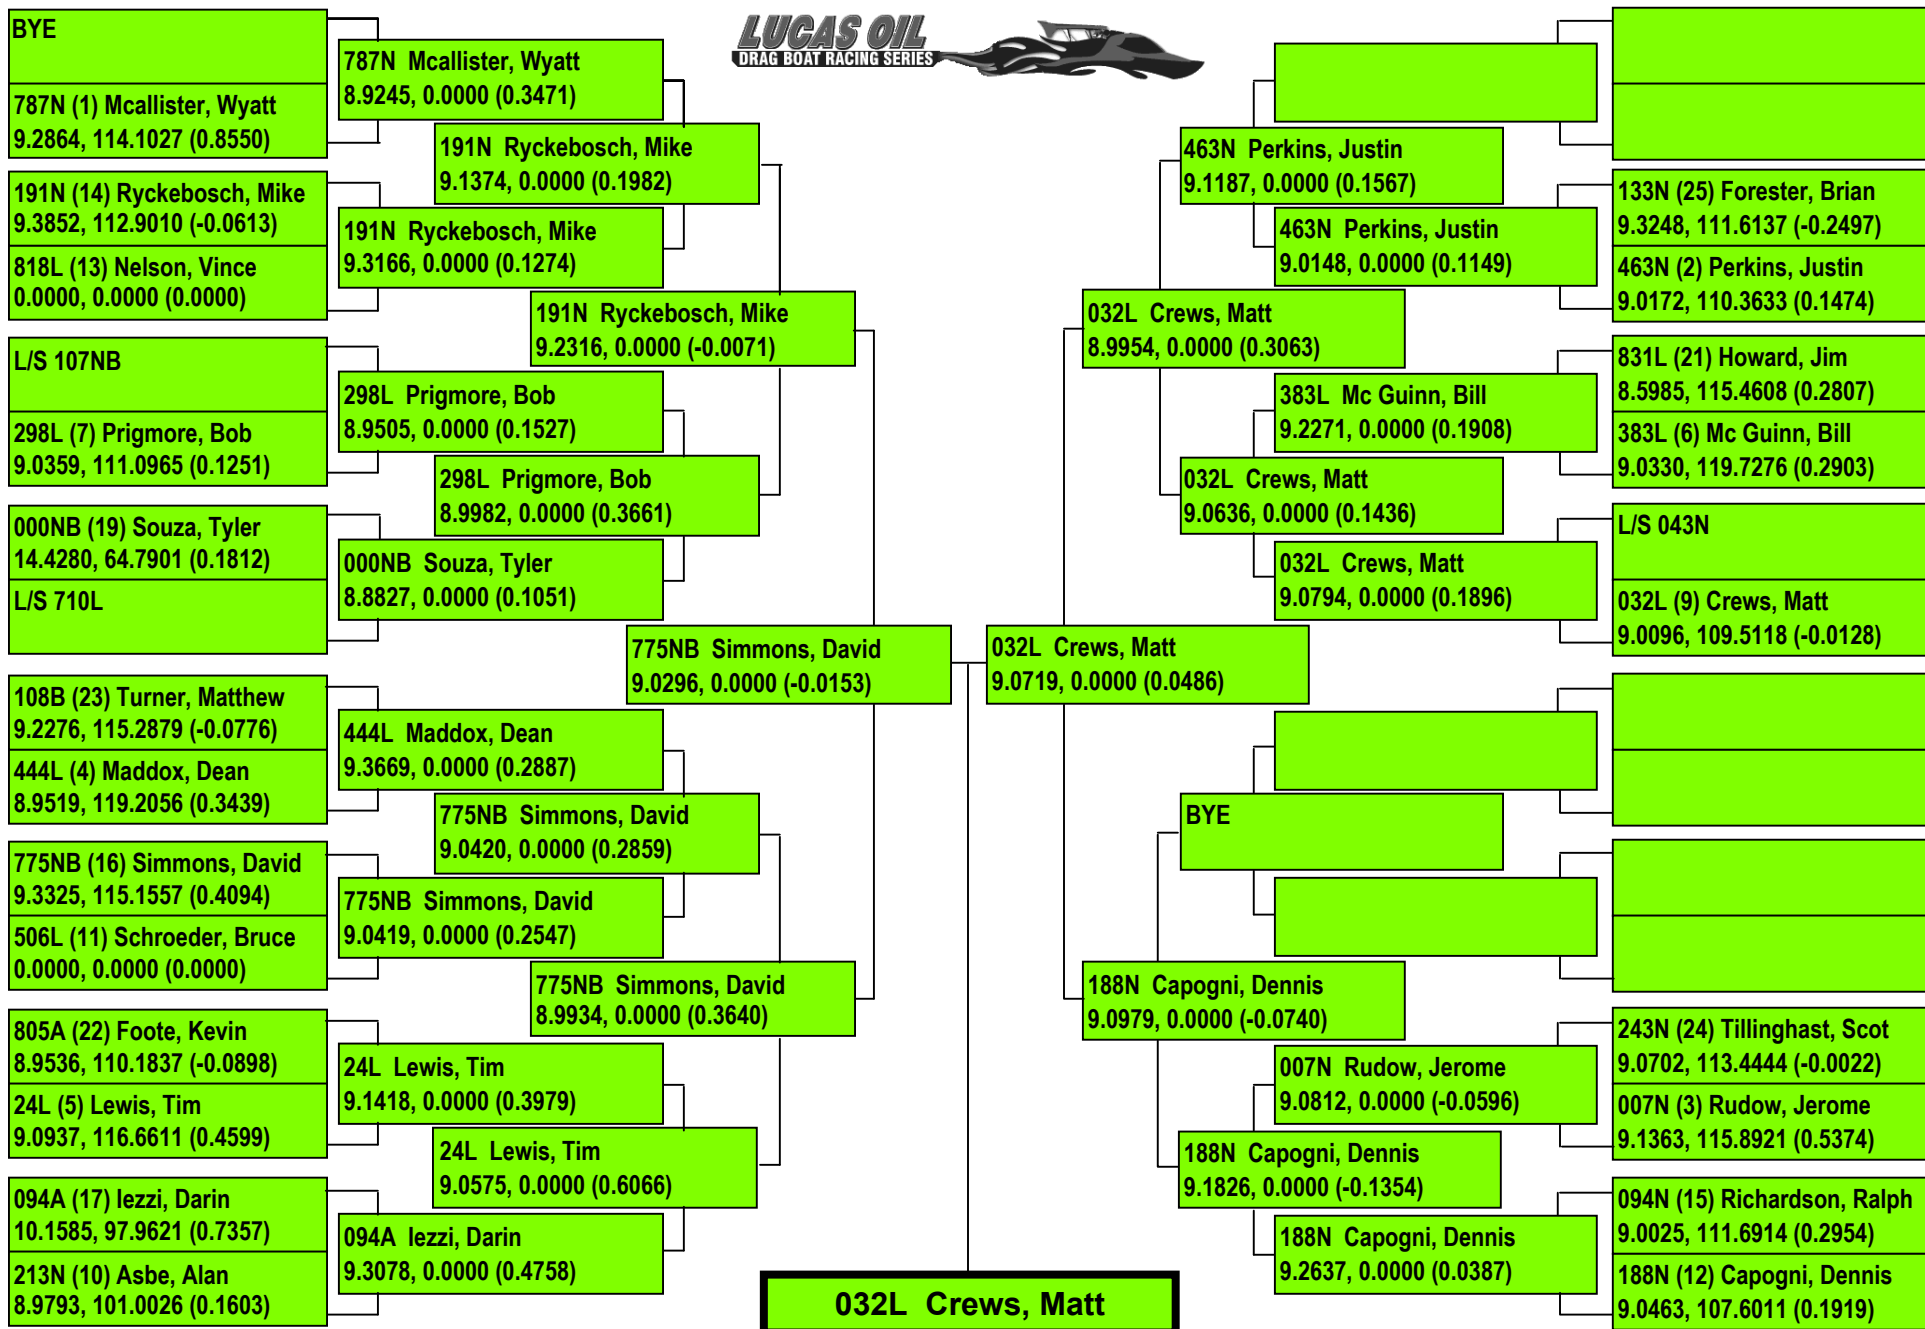 LUCAS OIL
DRAG BOAT RACING SERIES
BYE
787N (1) Mcallister, Wyatt
9.2864, 114.1027 (0.8550)
191N (14) Ryckebosch, Mike
9.3852, 112.9010 (-0.0613)
818L (13) Nelson, Vince
0.0000, 0.0000 (0.0000)
L/S 107NB
298L (7) Prigmore, Bob
9.0359, 111.0965 (0.1251)
000NB (19) Souza, Tyler
14.4280, 64.7901 (0.1812)
L/S 710L
108B (23) Turner, Matthew
9.2276, 115.2879 (-0.0776)
444L (4) Maddox, Dean
8.9519, 119.2056 (0.3439)
775NB (16) Simmons, David
9.3325, 115.1557 (0.4094)
506L (11) Schroeder, Bruce
0.0000, 0.0000 (0.0000)
805A (22) Foote, Kevin
8.9536, 110.1837 (-0.0898)
24L (5) Lewis, Tim
9.0937, 116.6611 (0.4599)
094A (17) Iezzi, Darin
10.1585, 97.9621 (0.7357)
213N (10) Asbe, Alan
8.9793, 101.0026 (0.1603)
787N Mcallister, Wyatt
8.9245, 0.0000 (0.3471)
191N Ryckebosch, Mike
9.3166, 0.0000 (0.1274)
298L Prigmore, Bob
8.9505, 0.0000 (0.1527)
000NB Souza, Tyler
8.8827, 0.0000 (0.1051)
444L Maddox, Dean
9.3669, 0.0000 (0.2887)
775NB Simmons, David
9.0419, 0.0000 (0.2547)
24L Lewis, Tim
9.1418, 0.0000 (0.3979)
094A Iezzi, Darin
9.3078, 0.0000 (0.4758)
191N Ryckebosch, Mike
9.1374, 0.0000 (0.1982)
298L Prigmore, Bob
8.9982, 0.0000 (0.3661)
775NB Simmons, David
9.0420, 0.0000 (0.2859)
24L Lewis, Tim
9.0575, 0.0000 (0.6066)
191N Ryckebosch, Mike
9.2316, 0.0000 (-0.0071)
775NB Simmons, David
8.9934, 0.0000 (0.3640)
775NB Simmons, David
9.0296, 0.0000 (-0.0153)
032L Crews, Matt
9.0719, 0.0000 (0.0486)
032L Crews, Matt
032L Crews, Matt
8.9954, 0.0000 (0.3063)
188N Capogni, Dennis
9.0979, 0.0000 (-0.0740)
463N Perkins, Justin
9.1187, 0.0000 (0.1567)
032L Crews, Matt
9.0636, 0.0000 (0.1436)
BYE
188N Capogni, Dennis
9.1826, 0.0000 (-0.1354)
463N Perkins, Justin
9.0148, 0.0000 (0.1149)
383L Mc Guinn, Bill
9.2271, 0.0000 (0.1908)
032L Crews, Matt
9.0794, 0.0000 (0.1896)
007N Rudow, Jerome
9.0812, 0.0000 (-0.0596)
188N Capogni, Dennis
9.2637, 0.0000 (0.0387)
133N (25) Forester, Brian
9.3248, 111.6137 (-0.2497)
463N (2) Perkins, Justin
9.0172, 110.3633 (0.1474)
831L (21) Howard, Jim
8.5985, 115.4608 (0.2807)
383L (6) Mc Guinn, Bill
9.0330, 119.7276 (0.2903)
L/S 043N
032L (9) Crews, Matt
9.0096, 109.5118 (-0.0128)
243N (24) Tillinghast, Scot
9.0702, 113.4444 (-0.0022)
007N (3) Rudow, Jerome
9.1363, 115.8921 (0.5374)
094N (15) Richardson, Ralph
9.0025, 111.6914 (0.2954)
188N (12) Capogni, Dennis
9.0463, 107.6011 (0.1919)